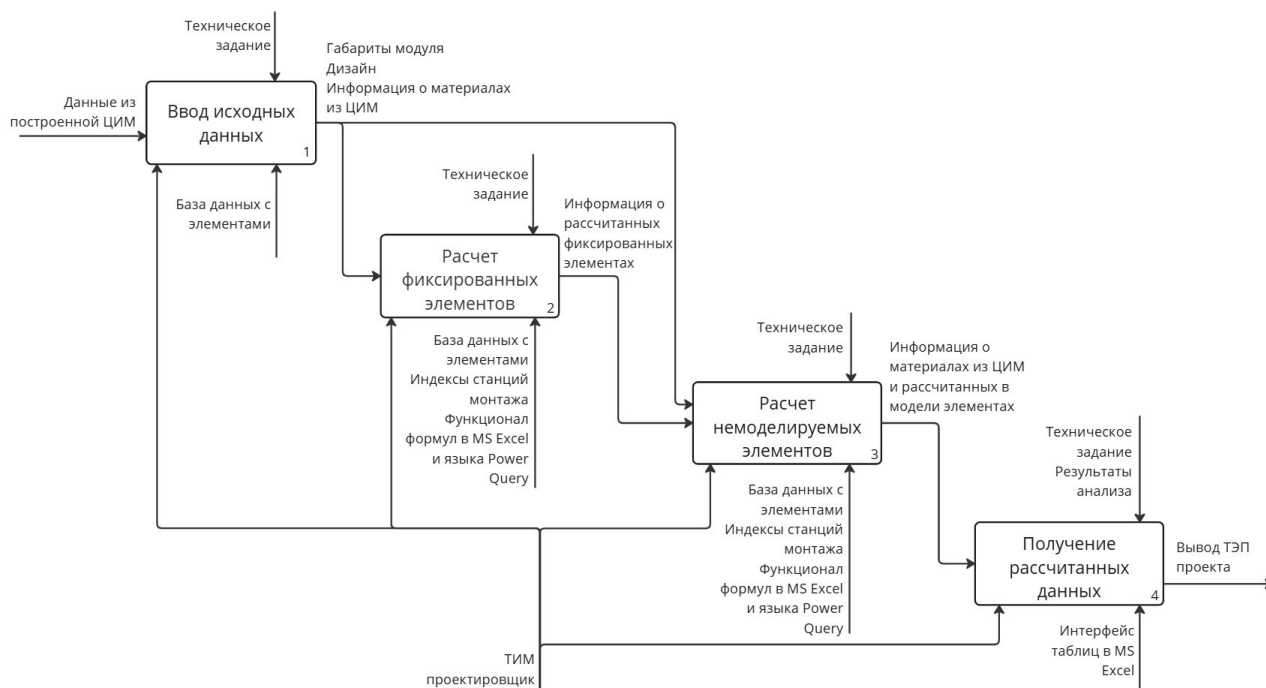 Техническое
задание
Габариты модуля
Дизайн
Информация о материалах
из ЦИМ
Данные из
построенной ЦИМ
Ввод исходных
данных
1
База данных с
элементами
Техническое
задание
Информация о
рассчитанных
фиксированных
элементах
Расчет
фиксированных
элементов
2
База данных с
элементами
Индексы станций
монтажа
Функционал
формул в MS Excel
и языка Power
Query
Техническое
задание
Информация о
материалах из ЦИМ
и рассчитанных в
модели элементах
Расчет
немоделируемых
элементов
3
База данных с
элементами
Индексы станций
монтажа
Функционал
формул в MS Excel
и языка Power
Query
Техническое
задание
Результаты
анализа
Получение
рассчитанных
данных
4
Вывод ТЭП
проекта
Интерфейс
таблиц в MS
Excel
ТИМ
проектировщик